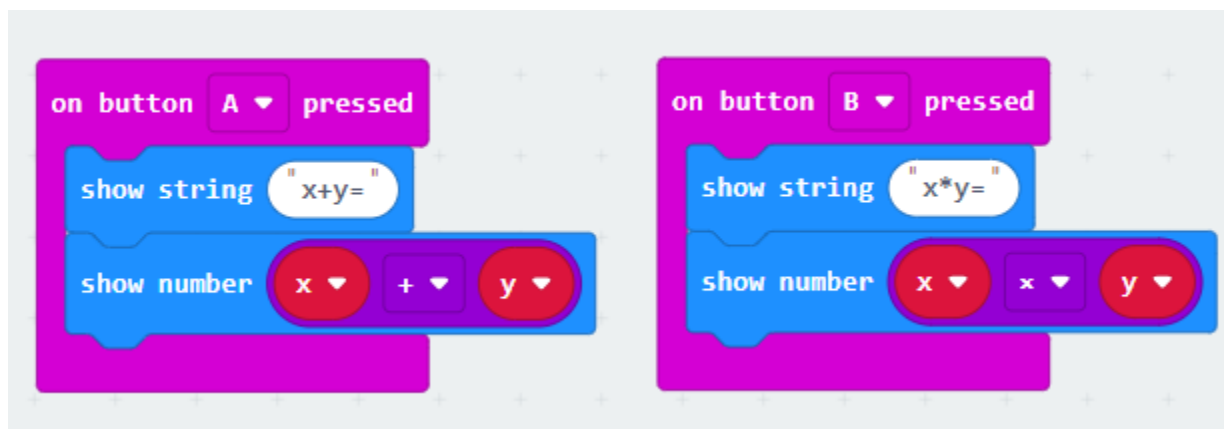 on button A pressed
show string "x+y="
show number x + y
on button B pressed
show string "x*y="
show number x × y